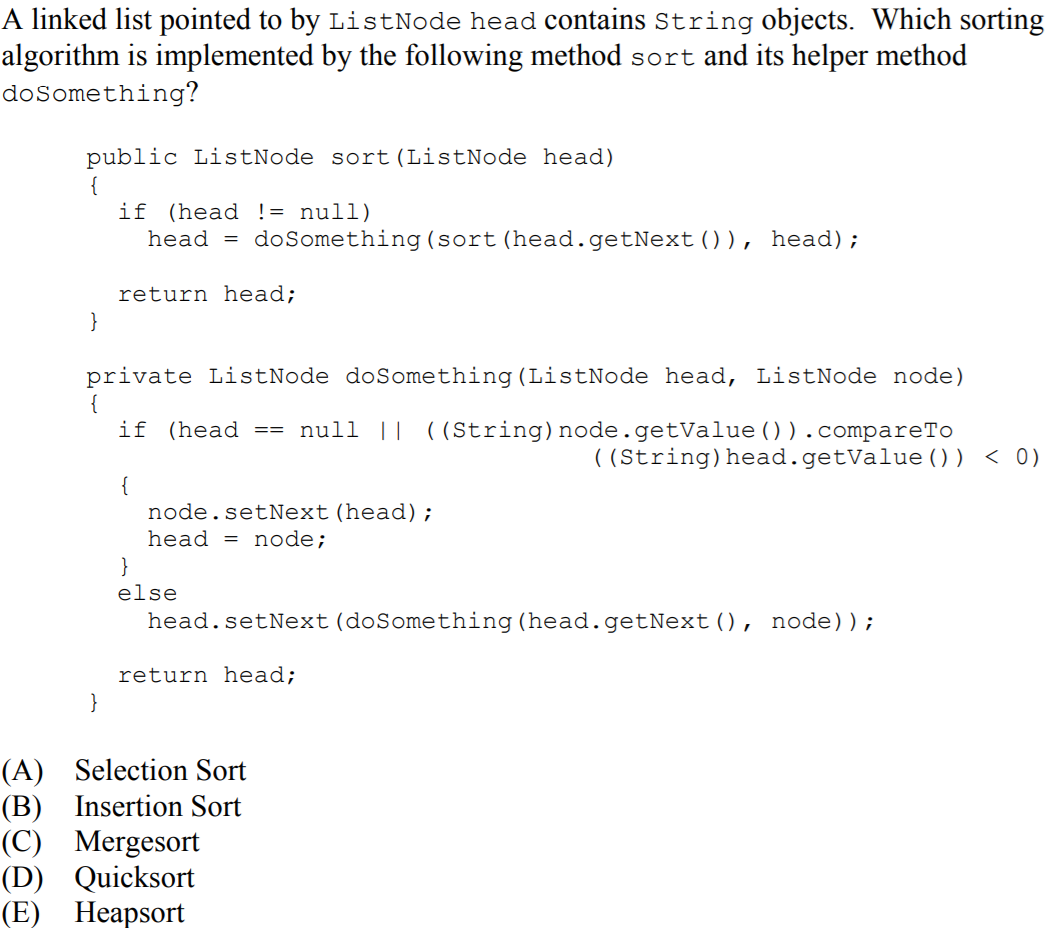 A linked list pointed to by ListNode head contains String objects. Which sorting
algorithm is implemented by the following method sort and its helper method
doSomething?
public ListNode sort(ListNode head)
{
if (head != null)
head = doSomething(sort(head.getNext()), head);
return head;
}
private ListNode doSomething(ListNode head, ListNode node)
{
if (head == null || ((String)node.getValue()).compareTo
((String)head.getValue()) < 0)
{
node.setNext(head);
head = node;
}
else
head.setNext(doSomething(head.getNext(), node));
return head;
}
(A) Selection Sort
(B) Insertion Sort
(C) Mergesort
(D) Quicksort
(E) Heapsort